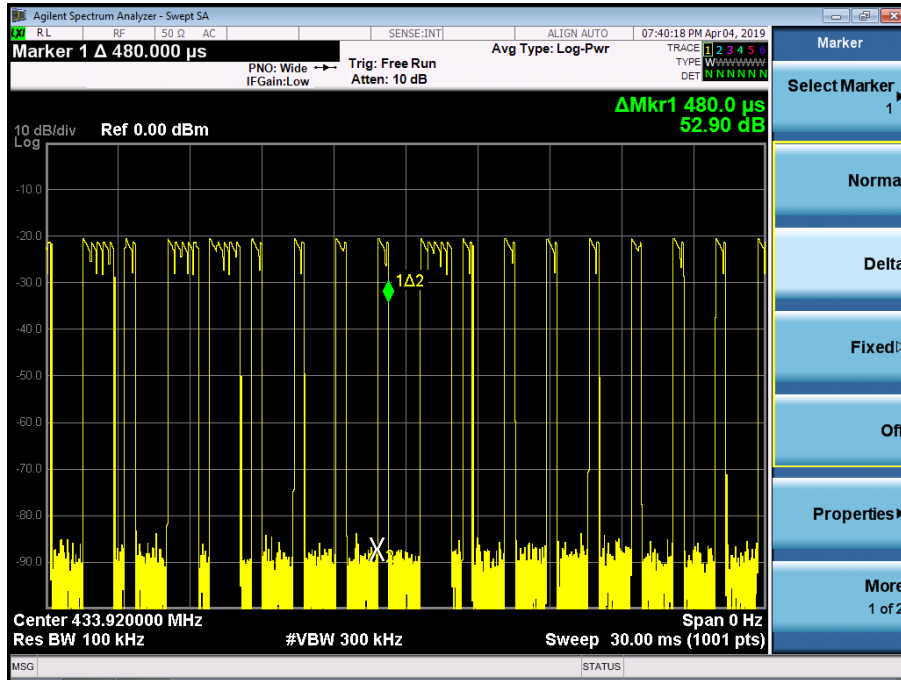 Agilent Spectrum Analyzer - Swept SA
LXI RL RF 50 Ω AC SENSE:INT ALIGN AUTO 07:40:18 PM Apr 04, 2019
Marker 1 Δ 480.000 µs
Avg Type: Log-Pwr
TRACE 1 2 3 4 5 6
TYPE WWWWWW
DET N N N N N N
PNO: Wide
IFGain:Low
Trig: Free Run
Atten: 10 dB
ΔMkr1 480.0 µs
52.90 dB
10 dB/div Ref 0.00 dBm
Log
-10.0
-20.0
-30.0
-40.0
-50.0
-60.0
-70.0
-80.0
-90.0
1Δ2
X2
Center 433.920000 MHz
Span 0 Hz
Res BW 100 kHz
#VBW 300 kHz
Sweep 30.00 ms (1001 pts)
MSG
STATUS
Marker
Select Marker
1
Norma
Delta
Fixed
Off
Properties
More
1 of 2